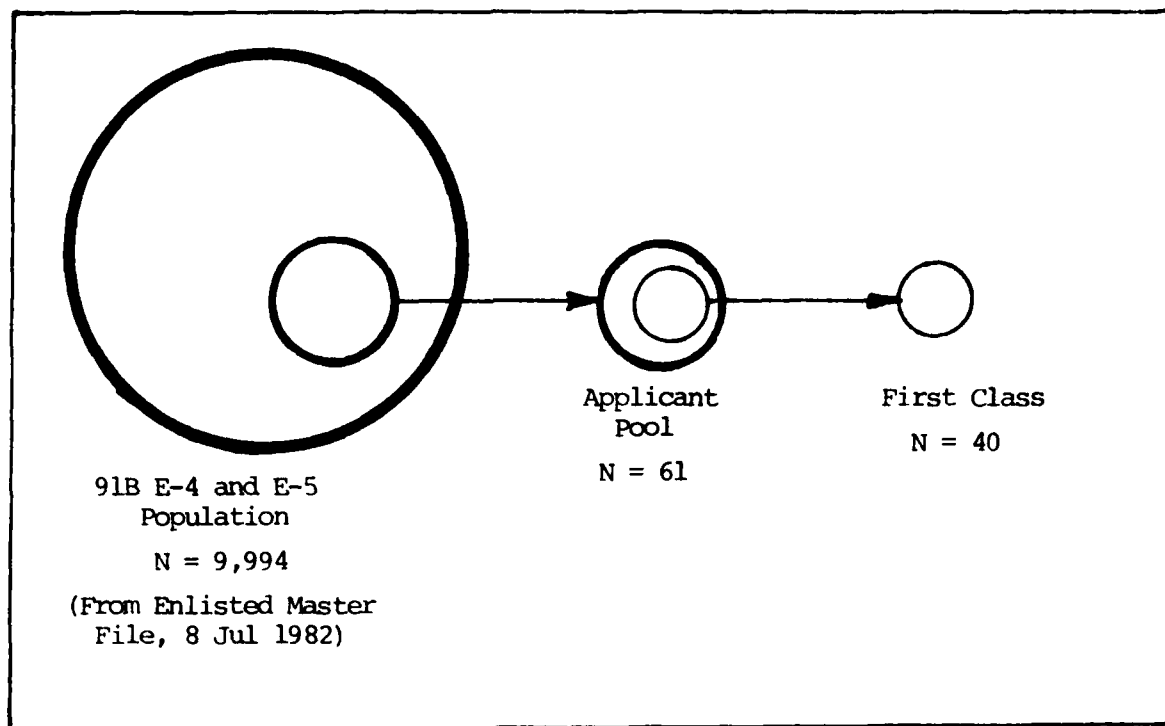 91B E-4 and E-5
Population
N = 9,994
(From Enlisted Master
File, 8 Jul 1982)
Applicant
Pool
N = 61
First Class
N = 40